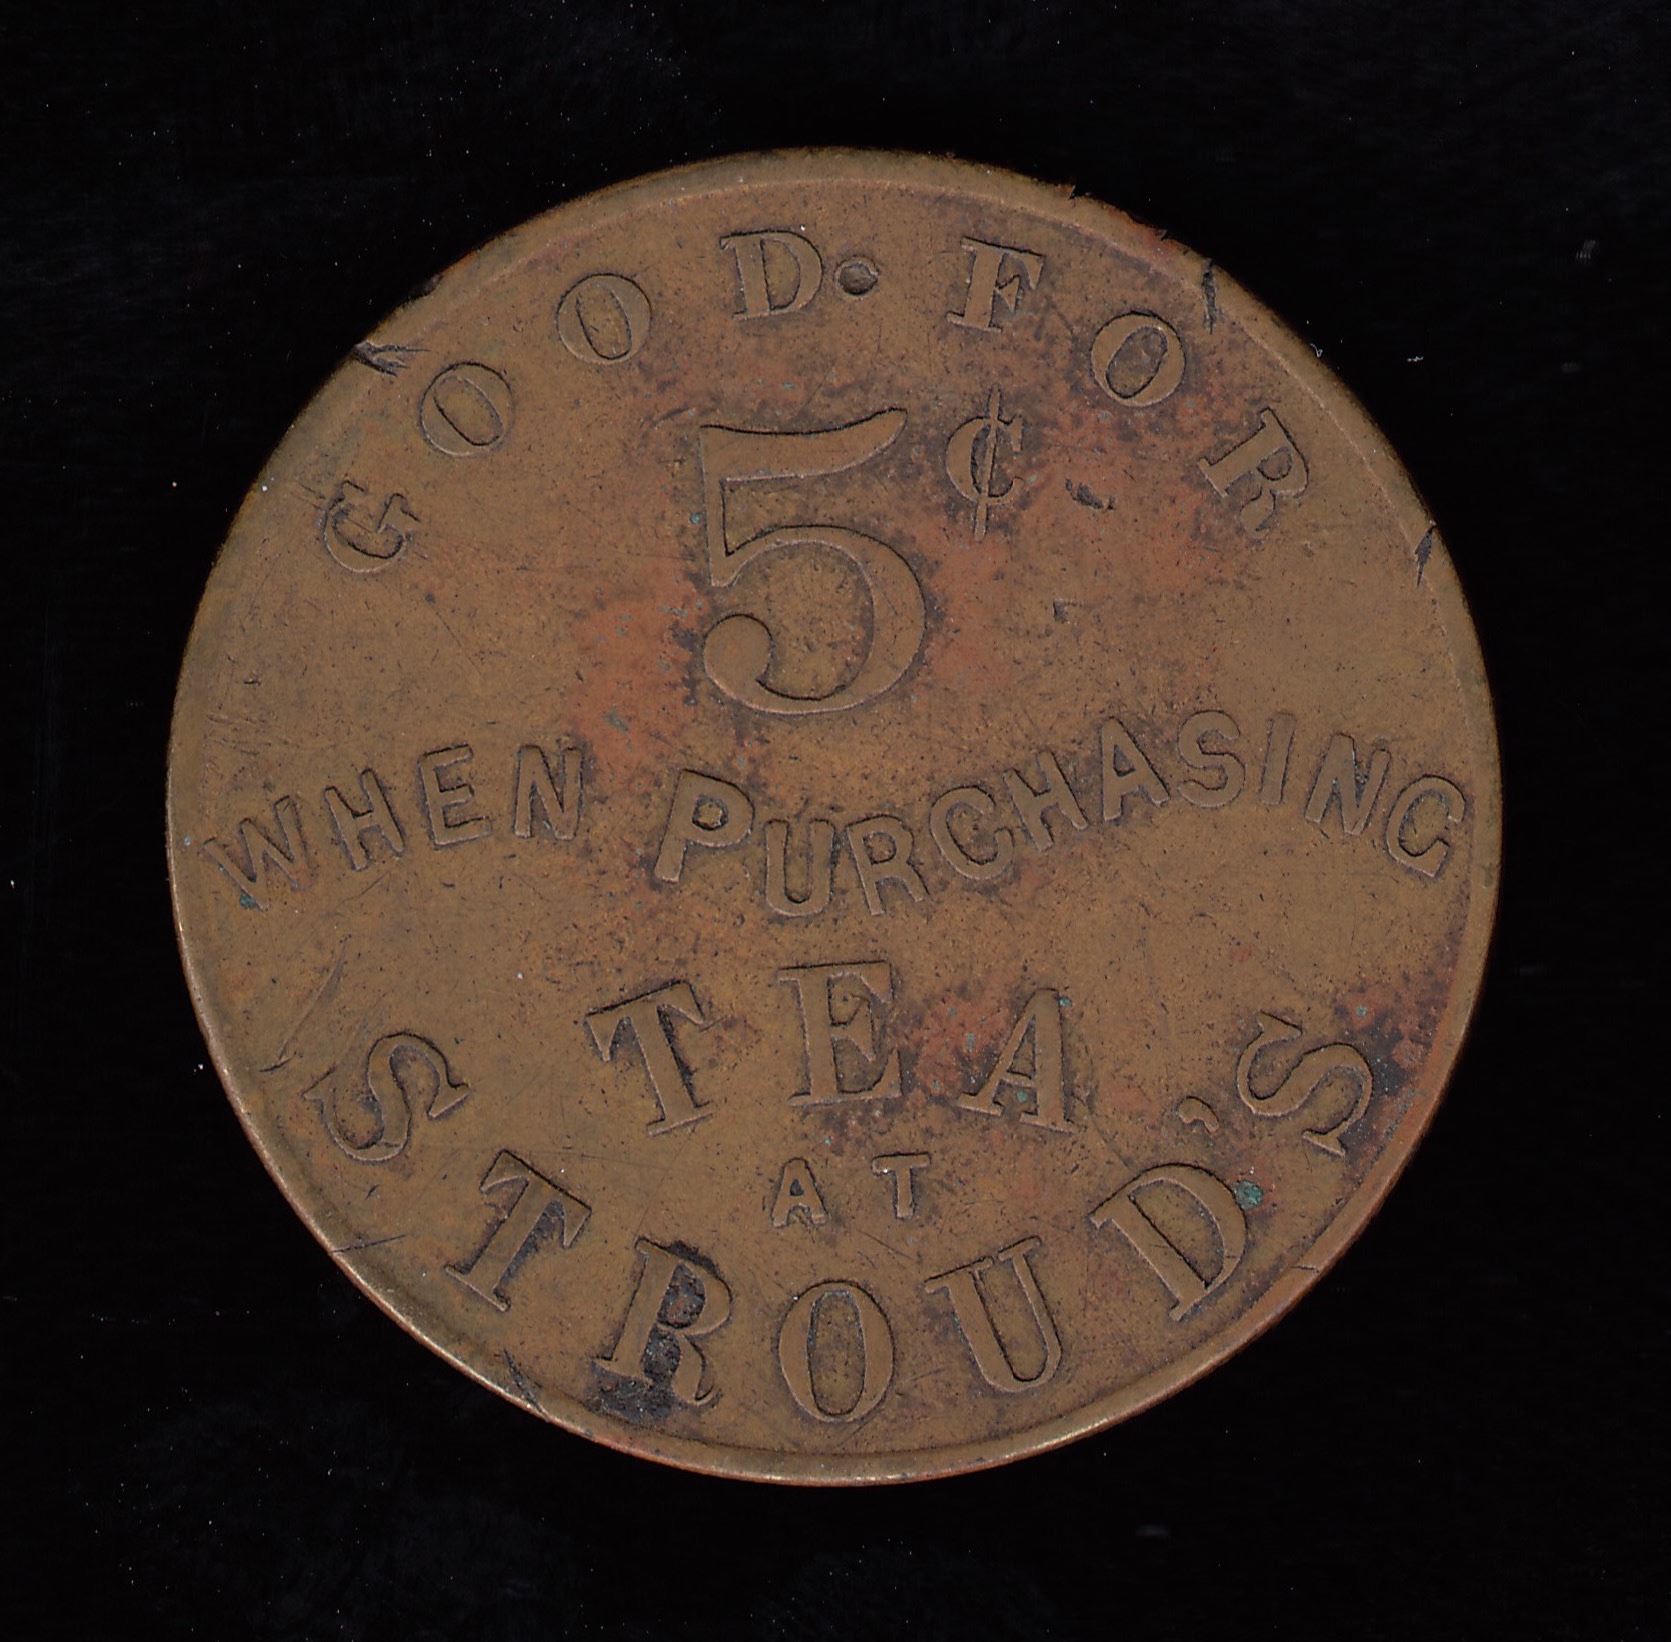 GOOD • FOR
5¢
WHEN PURCHASING
TEA
AT
STROUD'S